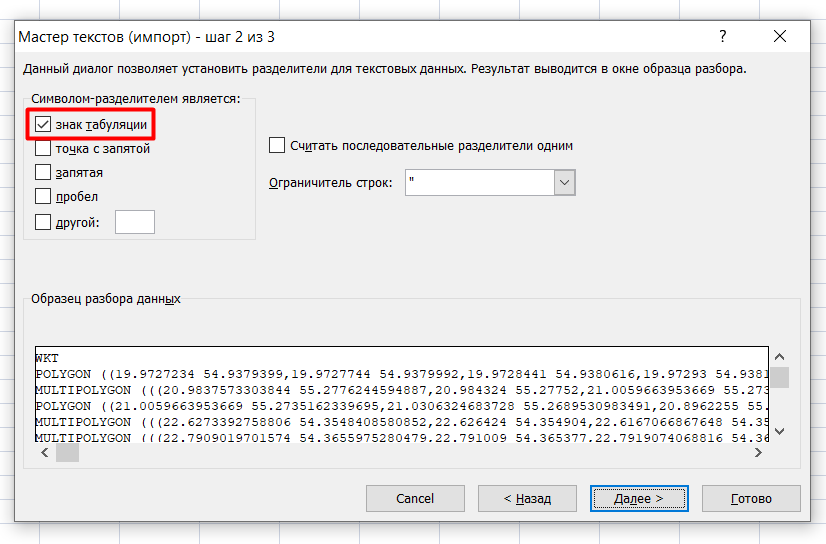 Мастер текстов (импорт) - шаг 2 из 3
?
Данный диалог позволяет установить разделители для текстовых данных. Результат выводится в окне образца разбора.
Символом-разделителем является:
знак табуляции
точка с запятой
запятая
пробел
другой:
Считать последовательные разделители одним
Ограничитель строк: "
Образец разбора данных
WKT
POLYGON ((19.9727234 54.9379399,19.9727744 54.9379992,19.9728441 54.9380616,19.97293 54.9381
MULTIPOLYGON (((20.9837573303844 55.2776244594887,20.984324 55.27752,21.0059663953669 55.273
POLYGON ((21.0059663953669 55.2735162339695,21.0306324683728 55.2689530983491,20.8962255 55.
MULTIPOLYGON (((22.6273392758806 54.3548408580852,22.626424 54.354904,22.6167066867648 54.35
MULTIPOLYGON (((22.7909019701574 54.3655975280479,22.791009 54.365377,22.7919074068816 54.36
Cancel
< Назад
Далее >
Готово